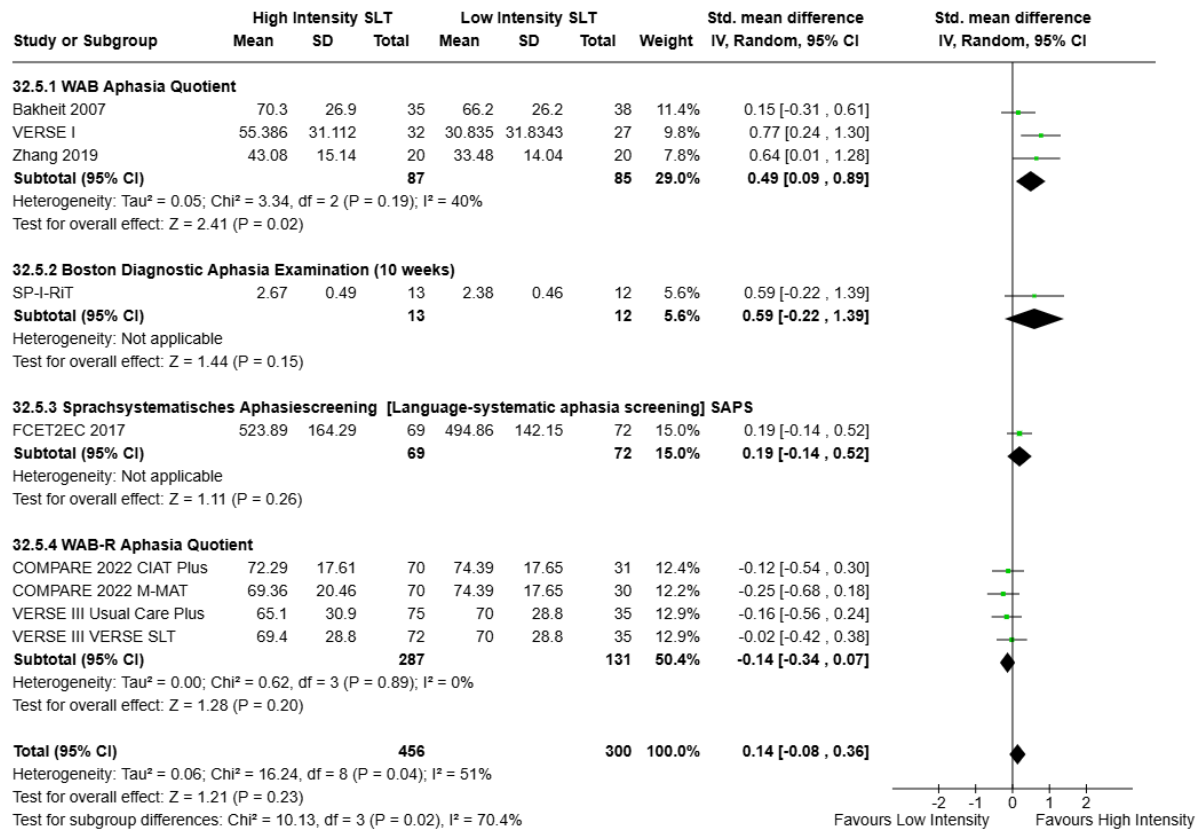 High Intensity SLT Low Intensity SLT Std. mean difference Std. mean difference
Study or Subgroup Mean SD Total Mean SD Total Weight IV, Random, 95% CI IV, Random, 95% CI
32.5.1 WAB Aphasia Quotient
Bakheit 2007 70.3 26.9 35 66.2 26.2 38 11.4% 0.15 [-0.31 , 0.61]
VERSE I 55.386 31.112 32 30.835 31.8343 27 9.8% 0.77 [0.24 , 1.30]
Zhang 2019 43.08 15.14 20 33.48 14.04 20 7.8% 0.64 [0.01 , 1.28]
Subtotal (95% CI) 87 85 29.0% 0.49 [0.09 , 0.89]
Heterogeneity: Tau² = 0.05; Chi² = 3.34, df = 2 (P = 0.19); I² = 40%
Test for overall effect: Z = 2.41 (P = 0.02)
32.5.2 Boston Diagnostic Aphasia Examination (10 weeks)
SP-I-RiT 2.67 0.49 13 2.38 0.46 12 5.6% 0.59 [-0.22 , 1.39]
Subtotal (95% CI) 13 12 5.6% 0.59 [-0.22 , 1.39]
Heterogeneity: Not applicable
Test for overall effect: Z = 1.44 (P = 0.15)
32.5.3 Sprachsystematisches Aphasiescreening [Language-systematic aphasia screening] SAPS
FCET2EC 2017 523.89 164.29 69 494.86 142.15 72 15.0% 0.19 [-0.14 , 0.52]
Subtotal (95% CI) 69 72 15.0% 0.19 [-0.14 , 0.52]
Heterogeneity: Not applicable
Test for overall effect: Z = 1.11 (P = 0.26)
32.5.4 WAB-R Aphasia Quotient
COMPARE 2022 CIAT Plus 72.29 17.61 70 74.39 17.65 31 12.4% -0.12 [-0.54 , 0.30]
COMPARE 2022 M-MAT 69.36 20.46 70 74.39 17.65 30 12.2% -0.25 [-0.68 , 0.18]
VERSE III Usual Care Plus 65.1 30.9 75 70 28.8 35 12.9% -0.16 [-0.56 , 0.24]
VERSE III VERSE SLT 69.4 28.8 72 70 28.8 35 12.9% -0.02 [-0.42 , 0.38]
Subtotal (95% CI) 287 131 50.4% -0.14 [-0.34 , 0.07]
Heterogeneity: Tau² = 0.00; Chi² = 0.62, df = 3 (P = 0.89); I² = 0%
Test for overall effect: Z = 1.28 (P = 0.20)
Total (95% CI) 456 300 100.0% 0.14 [-0.08 , 0.36]
Heterogeneity: Tau² = 0.06; Chi² = 16.24, df = 8 (P = 0.04); I² = 51%
Test for overall effect: Z = 1.21 (P = 0.23)
Test for subgroup differences: Chi² = 10.13, df = 3 (P = 0.02), I² = 70.4%
-2 -1 0 1 2
Favours Low Intensity Favours High Intensity